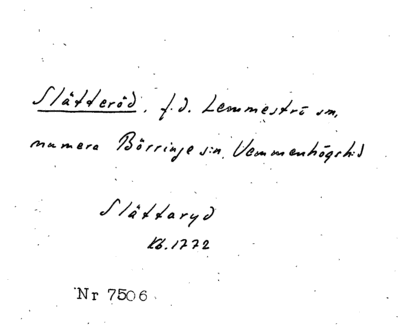 Slätteröd, f.d. Lemmeströ sn,
numera Börringe sn, Vemmenhögs hd
Slättaryd
Kb. 1772
Nr 7506